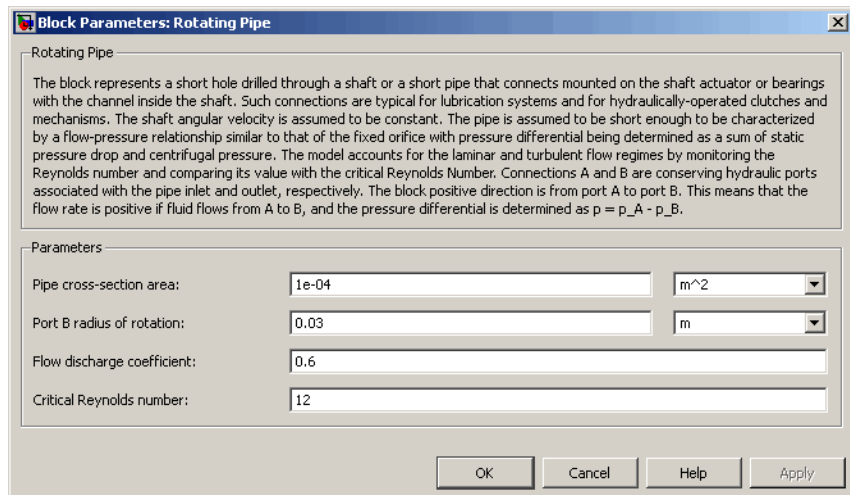 Block Parameters: Rotating Pipe
Rotating Pipe
The block represents a short hole drilled through a shaft or a short pipe that connects mounted on the shaft actuator or bearings
with the channel inside the shaft. Such connections are typical for lubrication systems and for hydraulically-operated clutches and
mechanisms. The shaft angular velocity is assumed to be constant. The pipe is assumed to be short enough to be characterized
by a flow-pressure relationship similar to that of the fixed orifice with pressure differential being determined as a sum of static
pressure drop and centrifugal pressure. The model accounts for the laminar and turbulent flow regimes by monitoring the
Reynolds number and comparing its value with the critical Reynolds Number. Connections A and B are conserving hydraulic ports
associated with the pipe inlet and outlet, respectively. The block positive direction is from port A to port B. This means that the
flow rate is positive if fluid flows from A to B, and the pressure differential is determined as p = p_A - p_B.
Parameters
Pipe cross-section area: 1e-04 m^2
Port B radius of rotation: 0.03 m
Flow discharge coefficient: 0.6
Critical Reynolds number: 12
OK Cancel Help Apply